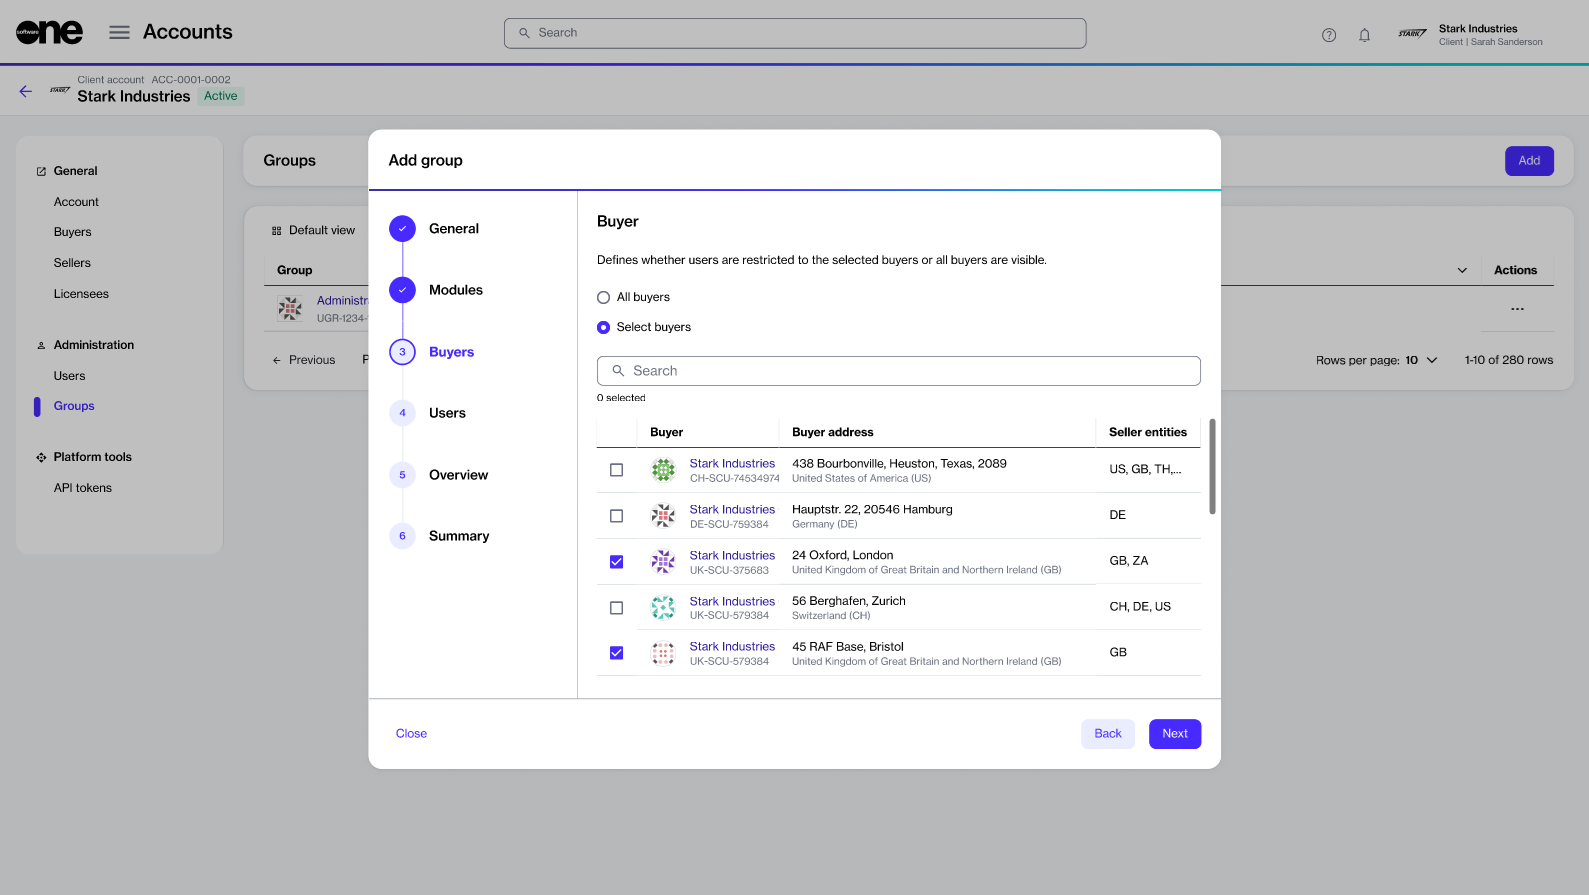 software
one
Accounts
Search
STARK
Stark Industries
Client | Sarah Sanderson
Client account ACC-0001-0002
STARK
Stark Industries
Active
General
Account
Buyers
Sellers
Licensees
Administration
Users
Groups
Platform tools
API tokens
Groups
Add
Default view
Group
Actions
Administr
UGR-1234-
Previous
P
Rows per page: 10
1-10 of 280 rows
Add group
General
Modules
3 Buyers
4 Users
5 Overview
6 Summary
Buyer
Defines whether users are restricted to the selected buyers or all buyers are visible.
All buyers
Select buyers
Search
0 selected
Buyer Buyer address Seller entities
Stark Industries 438 Bourbonville, Heuston, Texas, 2089 US, GB, TH,...
CH-SCU-74534974 United States of America (US)
Stark Industries Hauptstr. 22, 20546 Hamburg DE
DE-SCU-759384 Germany (DE)
Stark Industries 24 Oxford, London GB, ZA
UK-SCU-375683 United Kingdom of Great Britain and Northern Ireland (GB)
Stark Industries 56 Berghafen, Zurich CH, DE, US
UK-SCU-579384 Switzerland (CH)
Stark Industries 45 RAF Base, Bristol GB
UK-SCU-579384 United Kingdom of Great Britain and Northern Ireland (GB)
Close
Back
Next